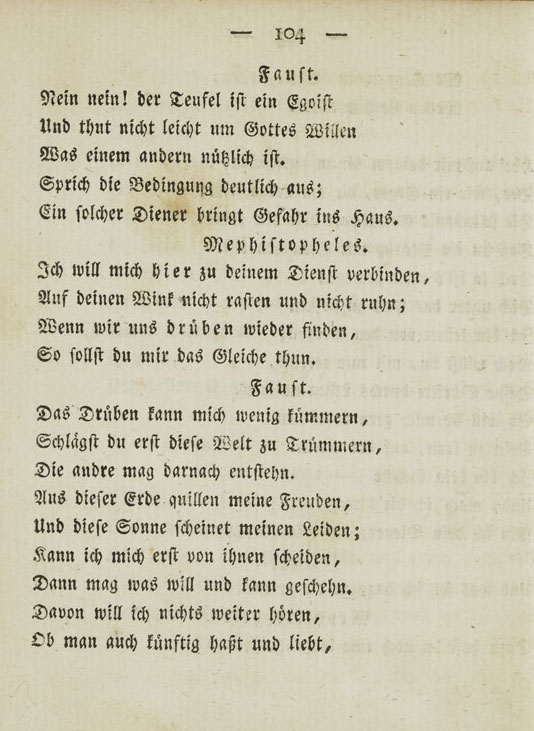 — 104 —
Faust.
Nein nein! der Teufel ist ein Egoist
Und thut nicht leicht um Gottes Willen
Was einem andern nützlich ist.
Sprich die Bedingung deutlich aus;
Ein solcher Diener bringt Gefahr ins Haus.
Mephistopheles.
Ich will mich hier zu deinem Dienst verbinden,
Auf deinen Wink nicht rasten und nicht ruhn;
Wenn wir uns drüben wieder finden,
So sollst du mir das Gleiche thun.
Faust.
Das Drüben kann mich wenig kümmern,
Schlägst du erst diese Welt zu Trümmern,
Die andre mag darnach entstehn.
Aus dieser Erde quillen meine Freuden,
Und diese Sonne scheinet meinen Leiden;
Kann ich mich erst von ihnen scheiden,
Dann mag was will und kann geschehn.
Davon will ich nichts weiter hören,
Ob man auch künftig haßt und liebt,